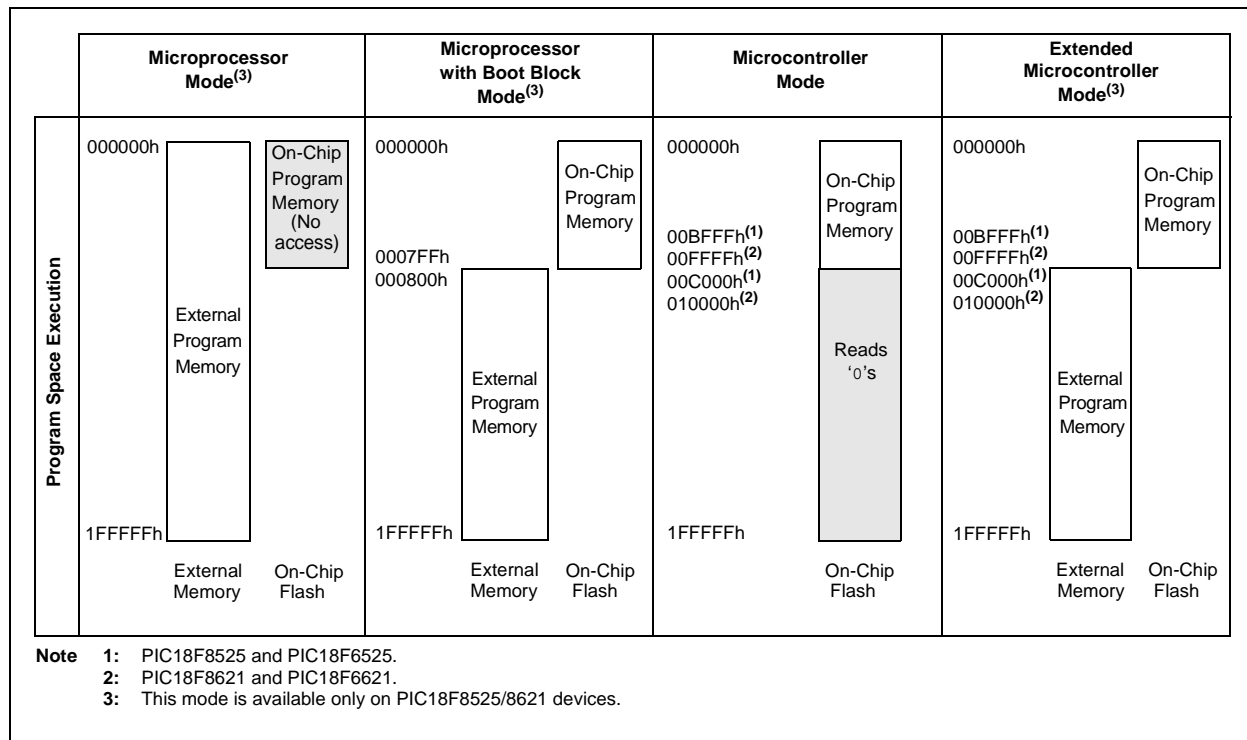 Microprocessor
Mode(3)
Microprocessor
with Boot Block
Mode(3)
Microcontroller
Mode
Extended
Microcontroller
Mode(3)
Program Space Execution
000000h
1FFFFFh
External
Program
Memory
On-Chip
Program
Memory
(No
access)
External
Memory
On-Chip
Flash
000000h
0007FFh
000800h
1FFFFFh
On-Chip
Program
Memory
External
Program
Memory
External
Memory
On-Chip
Flash
000000h
00BFFFh(1)
00FFFFh(2)
00C000h(1)
010000h(2)
1FFFFFh
On-Chip
Program
Memory
Reads
‘0’s
On-Chip
Flash
000000h
00BFFFh(1)
00FFFFh(2)
00C000h(1)
010000h(2)
1FFFFFh
On-Chip
Program
Memory
External
Program
Memory
External
Memory
On-Chip
Flash
Note 1: PIC18F8525 and PIC18F6525.
2: PIC18F8621 and PIC18F6621.
3: This mode is available only on PIC18F8525/8621 devices.